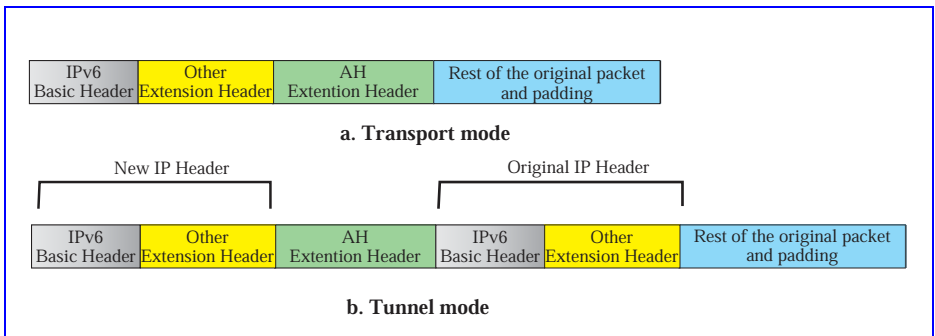 IPv6 Other AH Rest of the original packet
Basic Header Extension Header Extention Header and padding
a. Transport mode
New IP Header Original IP Header
IPv6 Other AH IPv6 Other Rest of the original packet
Basic Header Extension Header Extention Header Basic Header Extension Header and padding
b. Tunnel mode